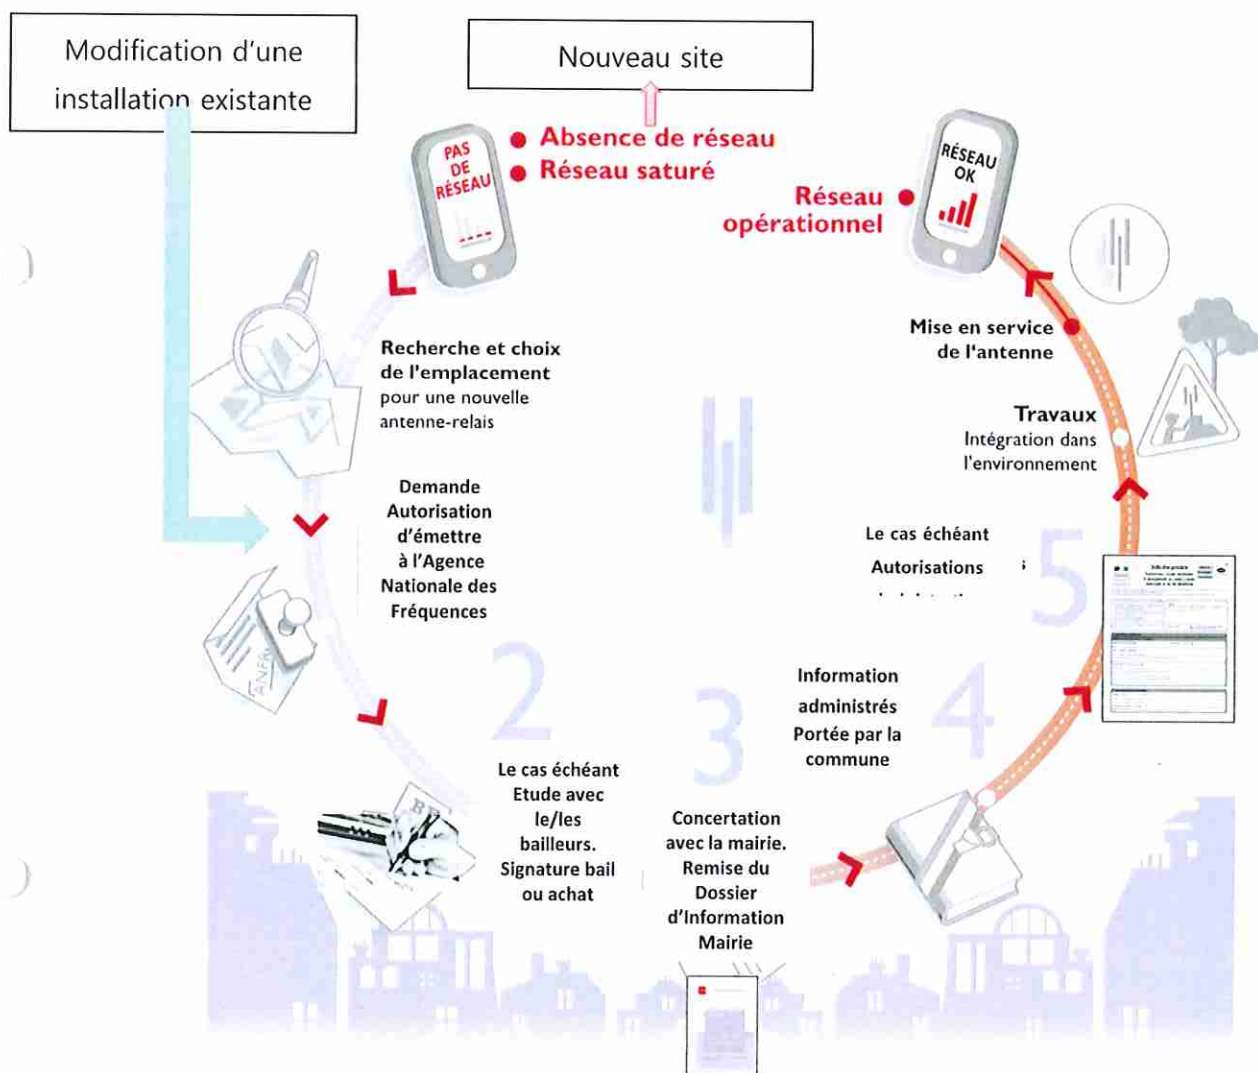 Modification d'une
installation existante
Nouveau site
PAS
DE
RÉSEAU
Absence de réseau
Réseau saturé
Réseau
opérationnel
RÉSEAU
OK
Recherche et choix
de l'emplacement
pour une nouvelle
antenne-relais
Demande
Autorisation
d'émettre
à l'Agence
Nationale des
Fréquences
ANFR
2
Le cas échéant
Etude avec
le/les
bailleurs.
Signature bail
ou achat
3
Concertation
avec la mairie.
Remise du
Dossier
d'Information
Mairie
4
Information
administrés
Portée par la
commune
5
Le cas échéant
Autorisations
Travaux
Intégration dans
l'environnement
Mise en service
de l'antenne